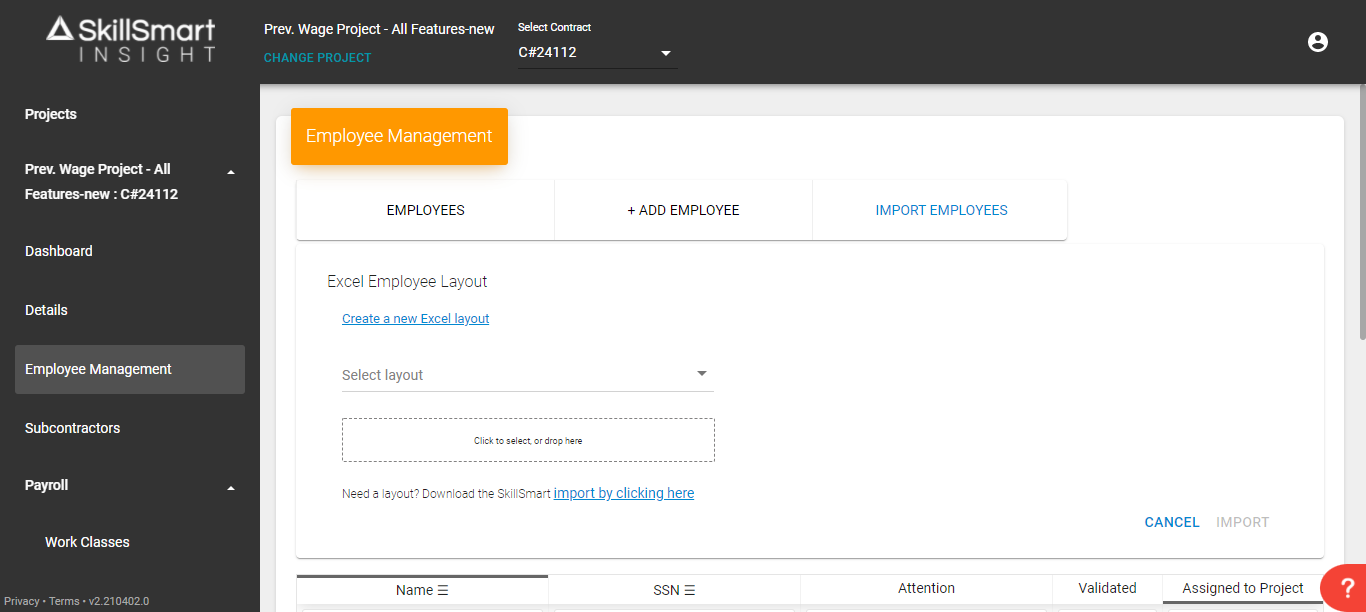 SkillSmart
INSIGHT
Prev. Wage Project - All Features-new
CHANGE PROJECT
Select Contract
C#24112
Projects
Prev. Wage Project - All
Features-new : C#24112
Dashboard
Details
Employee Management
Subcontractors
Payroll
Work Classes
Privacy • Terms • v2.210402.0
Employee Management
EMPLOYEES
+ ADD EMPLOYEE
IMPORT EMPLOYEES
Excel Employee Layout
Create a new Excel layout
Select layout
Click to select, or drop here
Need a layout? Download the SkillSmart import by clicking here
CANCEL IMPORT
Name ☰ SSN ☰ Attention Validated Assigned to Project
?